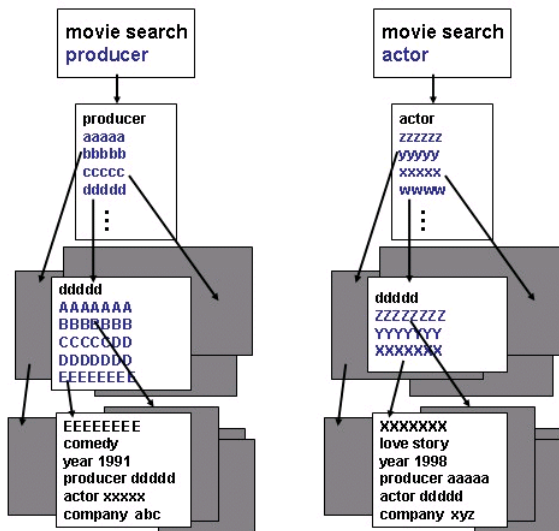 movie search
producer
producer
aaaaa
bbbbb
ccccc
ddddd
⋮
ddddd
AAAAAAA
BBBBBBB
CCCCCDD
DDDDDDD
EEEEEEEE
EEEEEEEE
comedy
year 1991
producer ddddd
actor xxxxx
company abc
movie search
actor
actor
zzzzzz
yyyyy
xxxxx
wwww
⋮
ddddd
ZZZZZZZZ
YYYYYYY
XXXXXXX
XXXXXXX
love story
year 1998
producer aaaaa
actor ddddd
company xyz